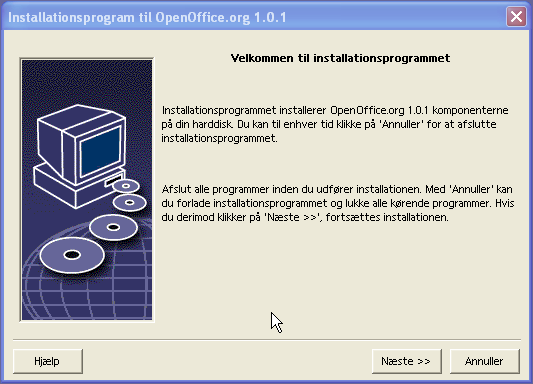 Installationsprogram til OpenOffice.org 1.0.1
Velkommen til installationsprogrammet
Installationsprogrammet installerer OpenOffice.org 1.0.1 komponenterne
på din harddisk. Du kan til enhver tid klikke på 'Annuller' for at afslutte
installationsprogrammet.
Afslut alle programmer inden du udfører installationen. Med 'Annuller' kan
du forlade installationsprogrammet og lukke alle kørende programmer. Hvis
du derimod klikker på 'Næste >>', fortsættes installationen.
Hjælp
Næste >>
Annuller